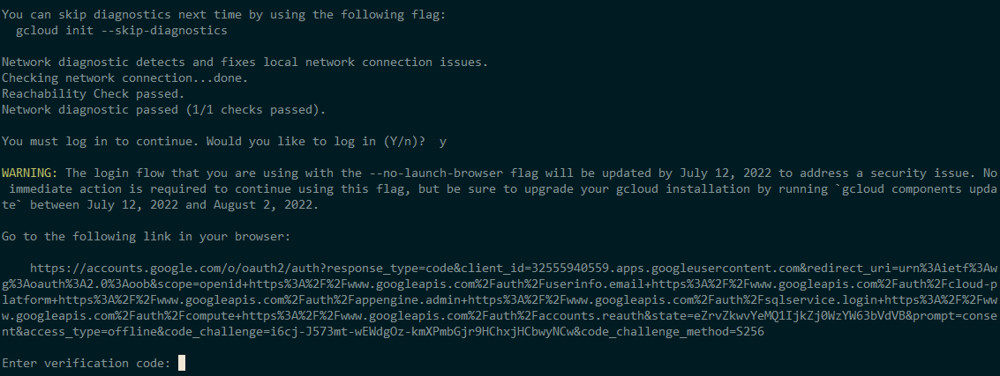 You can skip diagnostics next time by using the following flag:
gcloud init --skip-diagnostics
Network diagnostic detects and fixes local network connection issues.
Checking network connection...done.
Reachability Check passed.
Network diagnostic passed (1/1 checks passed).
You must log in to continue. Would you like to log in (Y/n)?  y
WARNING: The login flow that you are using with the --no-launch-browser flag will be updated by July 12, 2022 to address a security issue. No
immediate action is required to continue using this flag, but be sure to upgrade your gcloud installation by running `gcloud components upda
te` between July 12, 2022 and August 2, 2022.
Go to the following link in your browser:
https://accounts.google.com/o/oauth2/auth?response_type=code&client_id=32555940559.apps.googleusercontent.com&redirect_uri=urn%3Aietf%3Aw
g%3Aoauth%3A2.0%3Aoob&scope=openid+https%3A%2F%2Fwww.googleapis.com%2Fauth%2Fuserinfo.email+https%3A%2F%2Fwww.googleapis.com%2Fauth%2Fcloud-p
latform+https%3A%2F%2Fwww.googleapis.com%2Fauth%2Fappengine.admin+https%3A%2F%2Fwww.googleapis.com%2Fauth%2Fsqlservice.login+https%3A%2F%2Fww
w.googleapis.com%2Fauth%2Fcompute+https%3A%2F%2Fwww.googleapis.com%2Fauth%2Faccounts.reauth&state=eZrvZkwvYeMQ1IjkZj0WzYW63bVdVB&prompt=conse
nt&access_type=offline&code_challenge=i6cj-J573mt-wEWdgOz-kmXPmbGjr9HChxjHCbwyNCw&code_challenge_method=S256
Enter verification code: